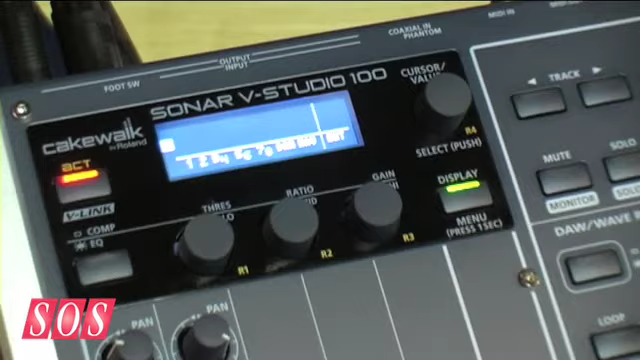 MIDI IN
COAXIAL IN
PHANTOM
OUTPUT
INPUT
FOOT SW
SONAR V-STUDIO 100
CURSOR/
VALUE
TRACK
cakewalk
by Roland
ACT
V-LINK
R4
SELECT (PUSH)
MUTE
SOLO
MONITOR
DISPLAY
MENU
(PRESS 1SEC)
COMP
EQ
THRES
RATIO
GAIN
R1
R2
R3
DAW/WAVE
LOOP
SOS
PAN
PAN